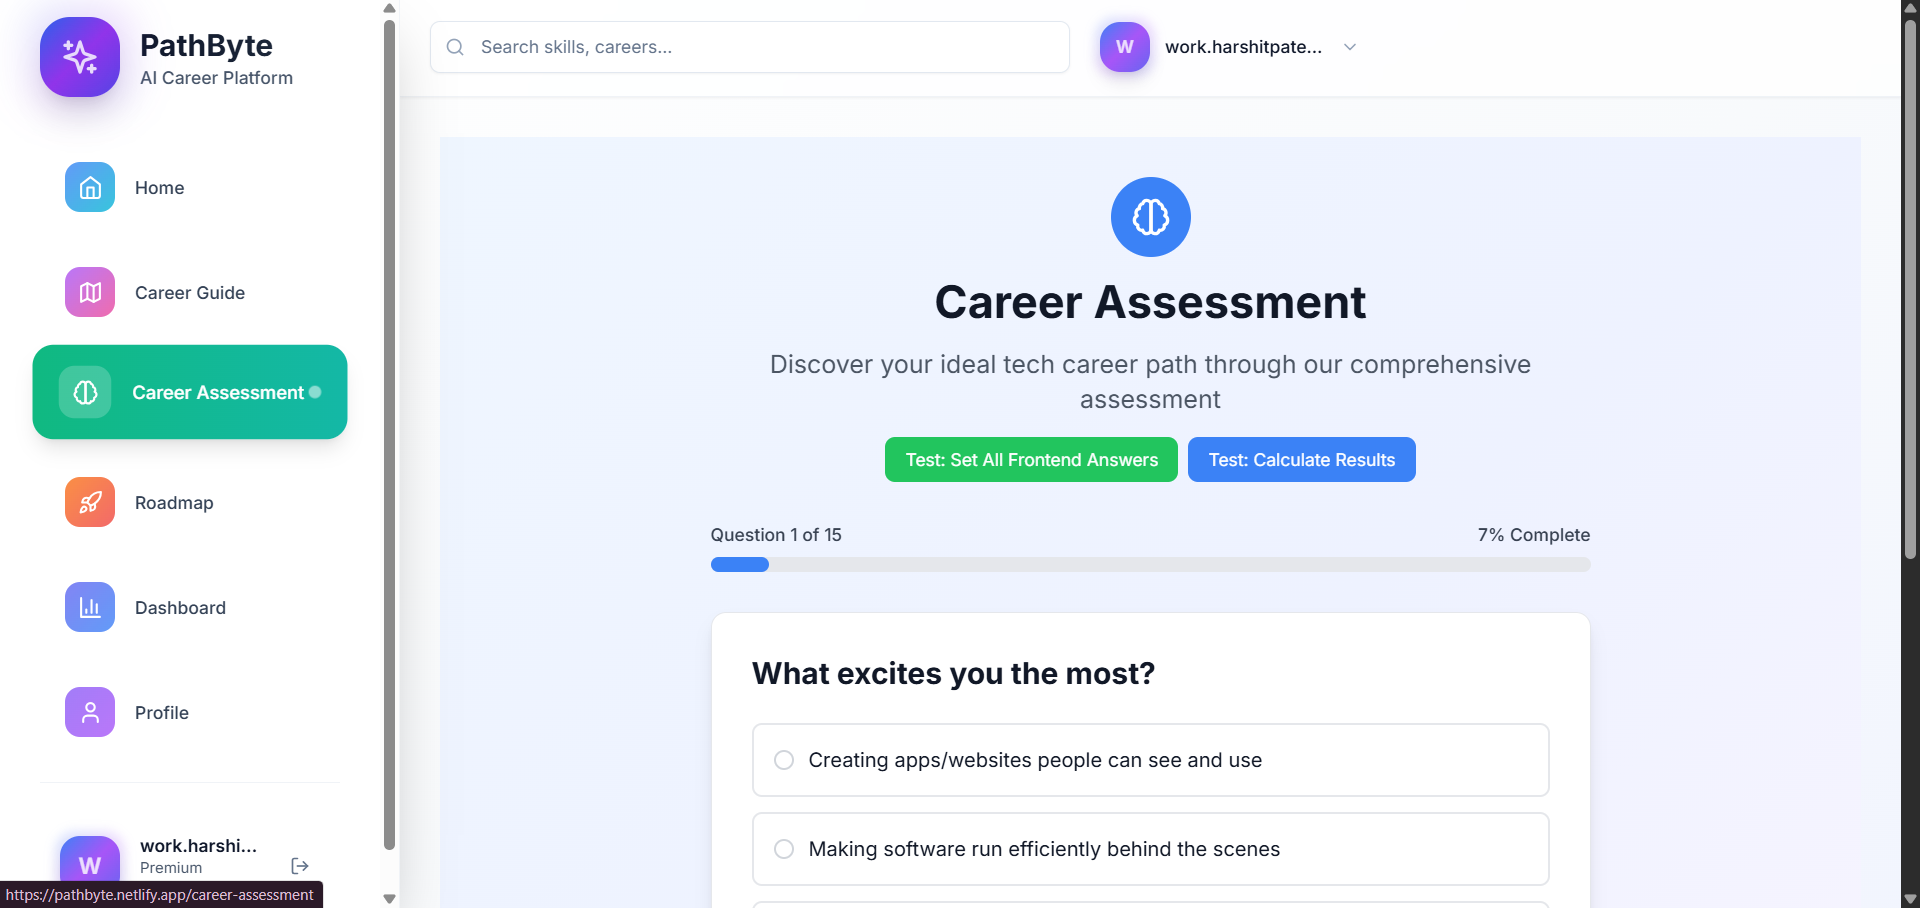 PathByte
AI Career Platform
Home
Career Guide
Career Assessment
Roadmap
Dashboard
Profile
W
work.harshi...
Premium
https://pathbyte.netlify.app/career-assessment
Search skills, careers...
W
work.harshitpate...
Career Assessment
Discover your ideal tech career path through our comprehensive
assessment
Test: Set All Frontend Answers
Test: Calculate Results
Question 1 of 15
7% Complete
What excites you the most?
Creating apps/websites people can see and use
Making software run efficiently behind the scenes